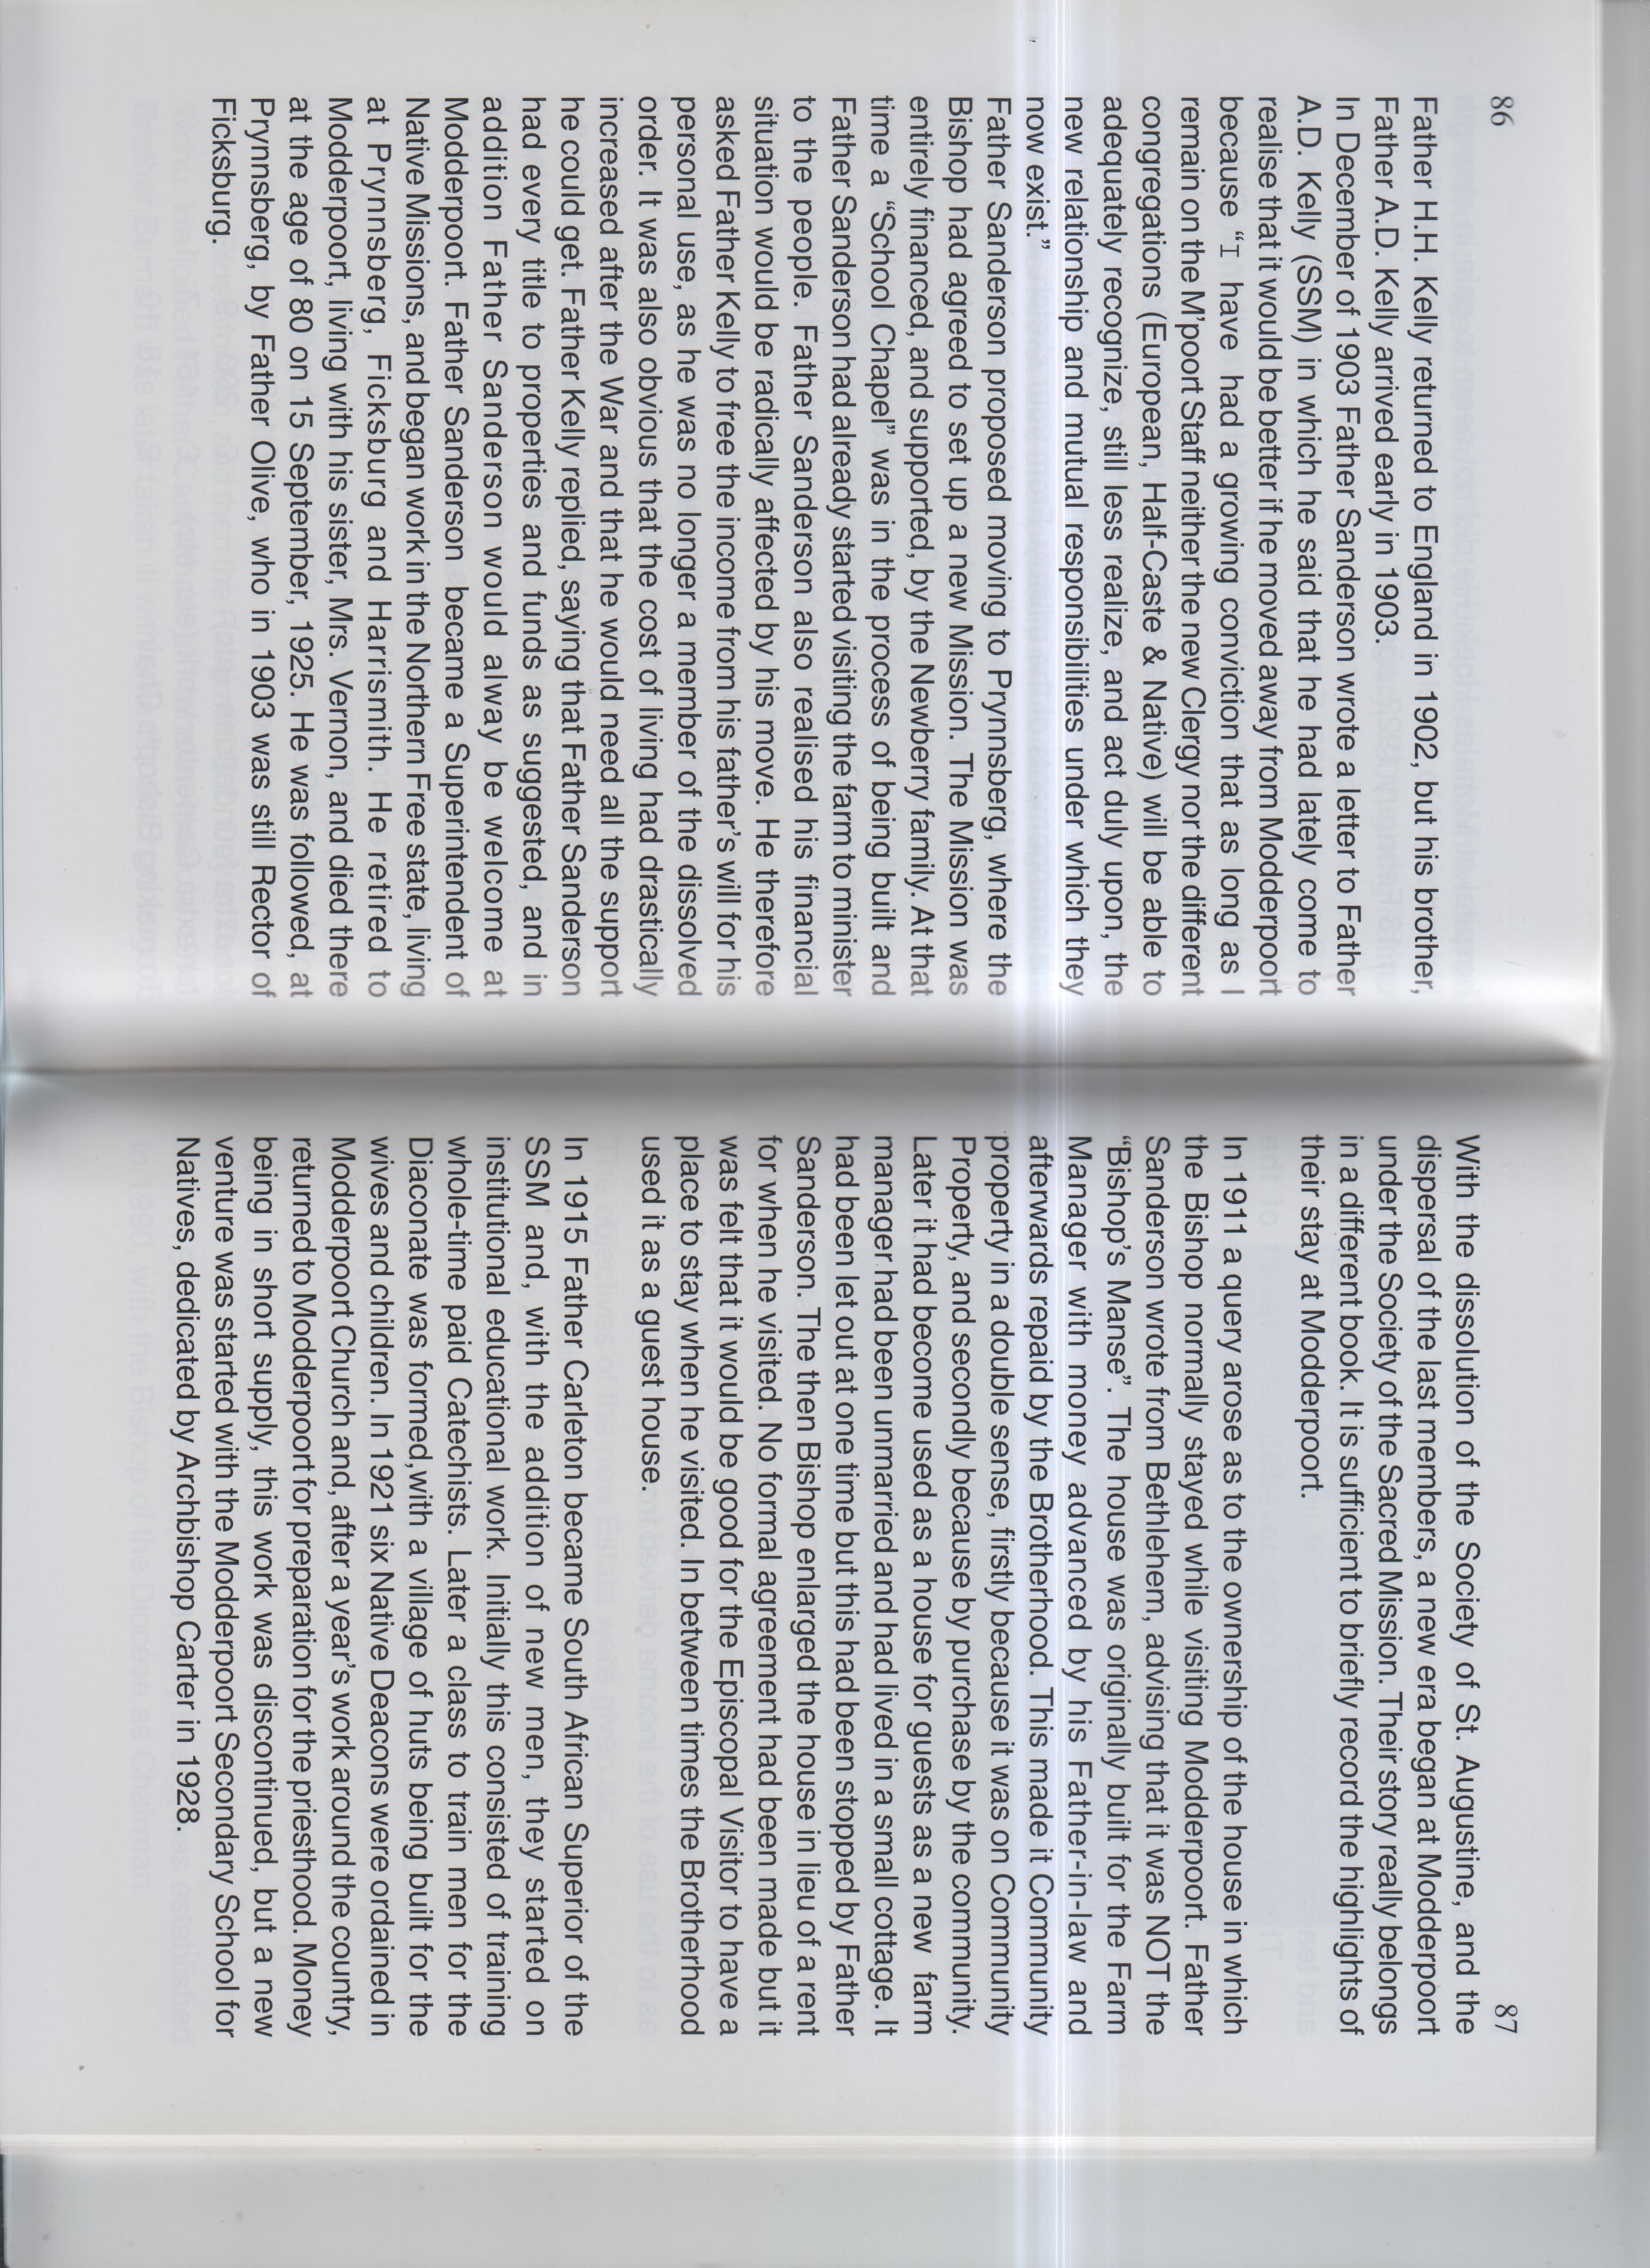 86
Father H.H. Kelly returned to England in 1902, but his brother,
Father A.D. Kelly arrived early in 1903.
In December of 1903 Father Sanderson wrote a letter to Father
A.D. Kelly (SSM) in which he said that he had lately come to
realise that it would be better if he moved away from Modderpoort
because “I have had a growing conviction that as long as I
remain on the M’poort Staff neither the new Clergy nor the different
congregations (European, Half-Caste & Native) will be able to
adequately recognize, still less realize, and act duly upon, the
new relationship and mutual responsibilities under which they
now exist.”
Father Sanderson proposed moving to Prynnsberg, where the
Bishop had agreed to set up a new Mission. The Mission was
entirely financed, and supported, by the Newberry family. At that
time a “School Chapel” was in the process of being built and
Father Sanderson had already started visiting the farm to minister
to the people. Father Sanderson also realised his financial
situation would be radically affected by his move. He therefore
asked Father Kelly to free the income from his father’s will for his
personal use, as he was no longer a member of the dissolved
order. It was also obvious that the cost of living had drastically
increased after the War and that he would need all the support
he could get. Father Kelly replied, saying that Father Sanderson
had every title to properties and funds as suggested, and in
addition Father Sanderson would alway be welcome at
Modderpoort. Father Sanderson became a Superintendent of
Native Missions, and began work in the Northern Free state, living
at Prynnsberg, Ficksburg and Harrismith. He retired to
Modderpoort, living with his sister, Mrs. Vernon, and died there
at the age of 80 on 15 September, 1925. He was followed, at
Prynnsberg, by Father Olive, who in 1903 was still Rector of
Ficksburg.
87
With the dissolution of the Society of St. Augustine, and the
dispersal of the last members, a new era began at Modderpoort
under the Society of the Sacred Mission. Their story really belongs
in a different book. It is sufficient to briefly record the highlights of
their stay at Modderpoort.
In 1911 a query arose as to the ownership of the house in which
the Bishop normally stayed while visiting Modderpoort. Father
Sanderson wrote from Bethlehem, advising that it was NOT the
“Bishop’s Manse”. The house was originally built for the Farm
Manager with money advanced by his Father-in-law and
afterwards repaid by the Brotherhood. This made it Community
property in a double sense, firstly because it was on Community
Property, and secondly because by purchase by the community.
Later it had become used as a house for guests as a new farm
manager had been unmarried and had lived in a small cottage. It
had been let out at one time but this had been stopped by Father
Sanderson. The then Bishop enlarged the house in lieu of a rent
for when he visited. No formal agreement had been made but it
was felt that it would be good for the Episcopal Visitor to have a
place to stay when he visited. In between times the Brotherhood
used it as a guest house.
In 1915 Father Carleton became South African Superior of the
SSM and, with the addition of new men, they started on
institutional educational work. Initially this consisted of training
whole-time paid Catechists. Later a class to train men for the
Diaconate was formed,with a village of huts being built for the
wives and children. In 1921 six Native Deacons were ordained in
Modderpoort Church and, after a year’s work around the country,
returned to Modderpoort for preparation for the priesthood. Money
being in short supply, this work was discontinued, but a new
venture was started with the Modderpoort Secondary School for
Natives, dedicated by Archbishop Carter in 1928.